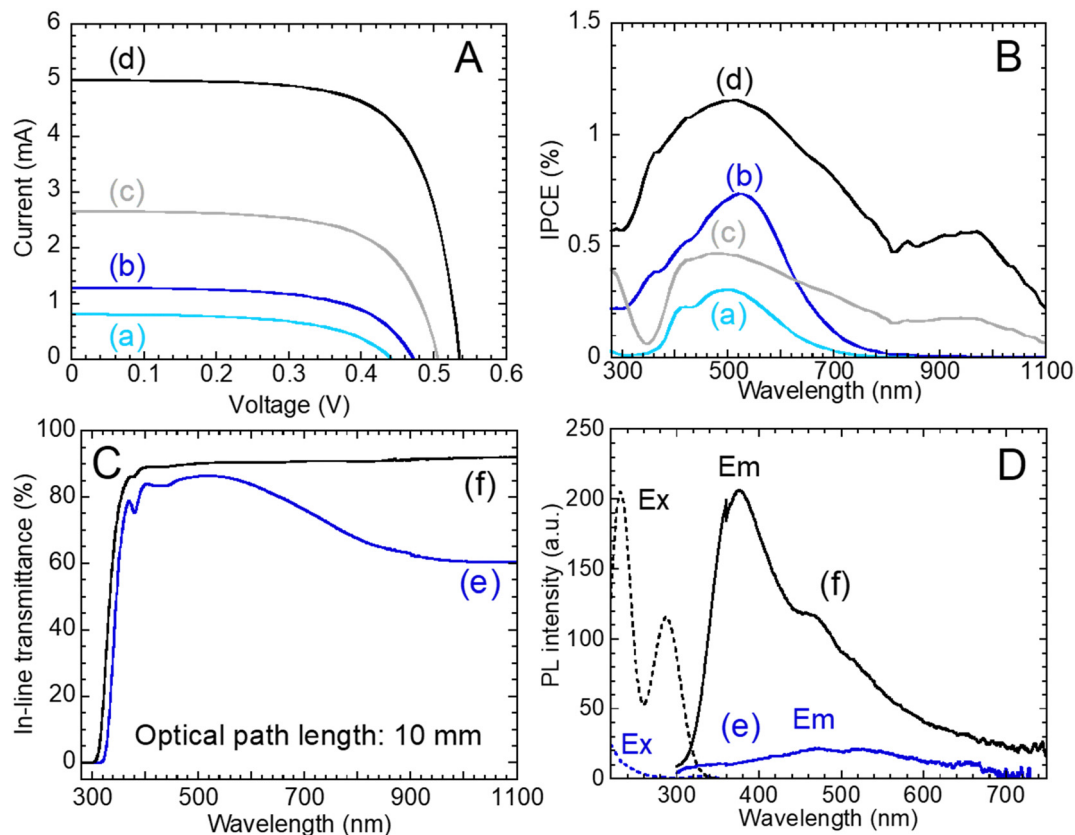 A
(d)
(c)
(b)
(a)
6
5
4
3
2
1
0
Current (mA)
0 0.1 0.2 0.3 0.4 0.5 0.6
Voltage (V)
B
(d)
(b)
(c)
(a)
1.5
1
0.5
0
IPCE (%)
300 500 700 900 1100
Wavelength (nm)
C
(f)
(e)
100
80
60
40
20
0
In-line transmittance (%)
Optical path length: 10 mm
300 500 700 900 1100
Wavelength (nm)
D
Em
Ex
(f)
(e)
Em
Ex
250
200
150
100
50
0
PL intensity (a.u.)
300 400 500 600 700
Wavelength (nm)